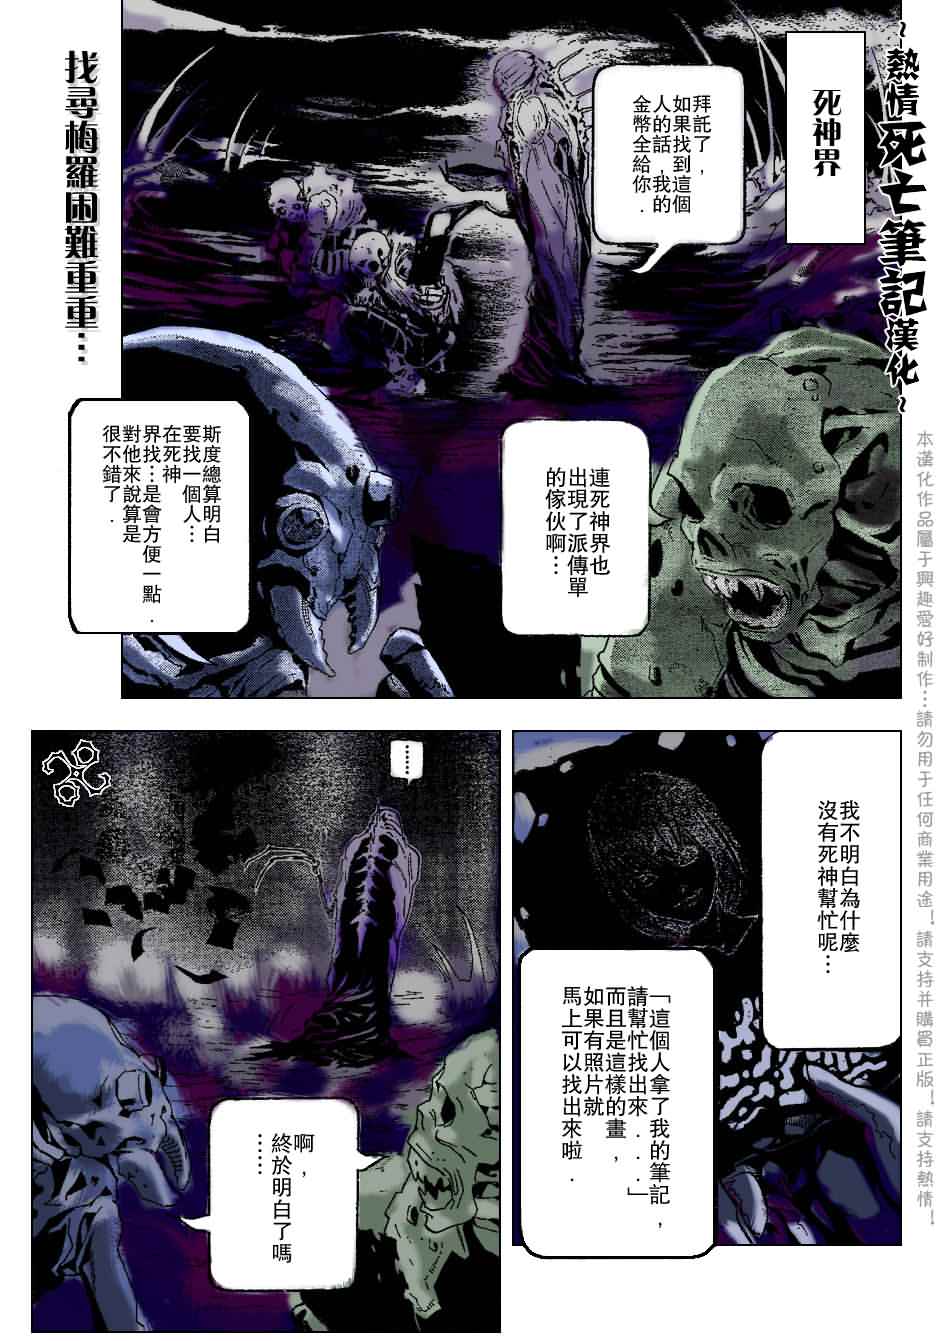 ～熱情死亡筆記漢化～
本漢化作品屬于興趣愛好制作…請勿用于任何商業用途！請支持并購買正版！請支持熱情！
死神界
拜託了，
如果找到這個
人的話，我的
金幣全給你．
找尋梅羅困難重重…
連死神界也
出現了派傳單
的傢伙啊…
斯度總算明白
要找一個人…
在死神
界找…是會方便一點．
對他來說算是
很不錯了．
我不明白為什麼
沒有死神幫忙呢…
「這個人拿了我的筆記，
請幫忙找出來．．．」
而且是這樣的畫，
如果有照片就
馬上可以找出來啦．
……
啊，
終於明白了嗎
……